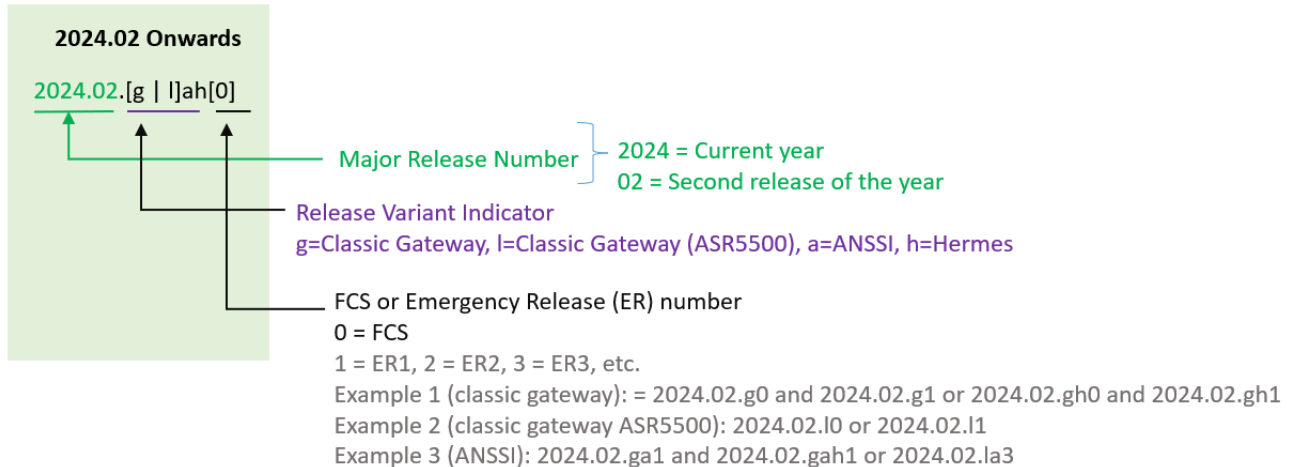 2024.02 Onwards
2024.02.[g | l]ah[0]
Major Release Number
2024 = Current year
02 = Second release of the year
Release Variant Indicator
g=Classic Gateway, l=Classic Gateway (ASR5500), a=ANSSI, h=Hermes
FCS or Emergency Release (ER) number
0 = FCS
1 = ER1, 2 = ER2, 3 = ER3, etc.
Example 1 (classic gateway): = 2024.02.g0 and 2024.02.g1 or 2024.02.gh0 and 2024.02.gh1
Example 2 (classic gateway ASR5500): 2024.02.l0 or 2024.02.l1
Example 3 (ANSSI): 2024.02.ga1 and 2024.02.gah1 or 2024.02.la3